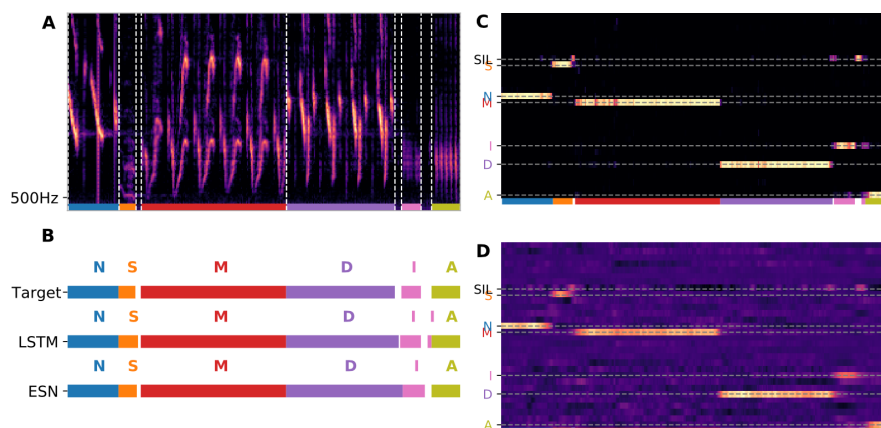 A
500Hz
B
N S M D I A
Target
N S M D I I A
LSTM
N S M D I A
ESN
C
SIL
S
N
M
I
D
A
D
SIL
S
N
M
I
D
A